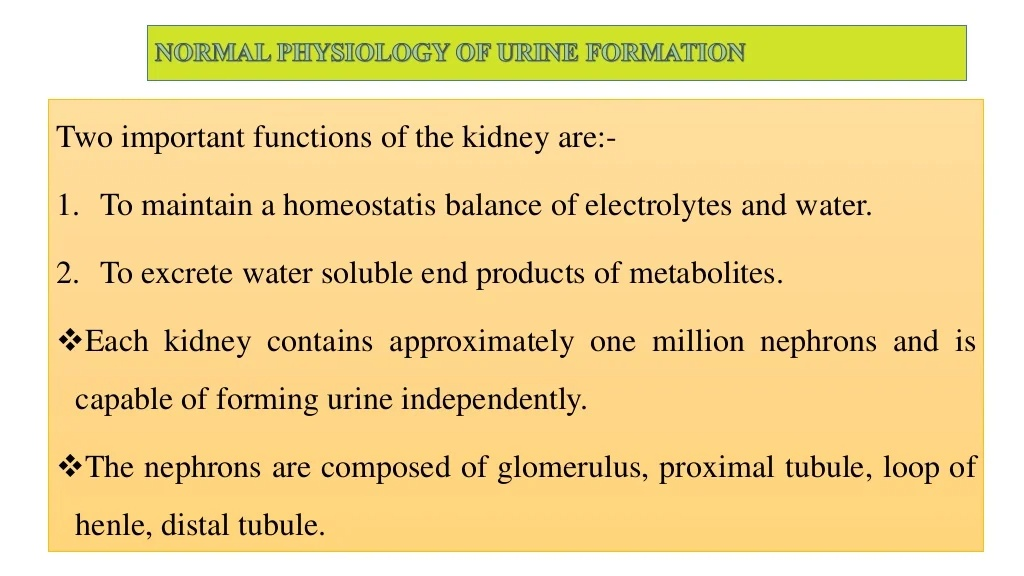 NORMAL PHYSIOLOGY OF URINE FORMATION
Two important functions of the kidney are:-
1. To maintain a homeostatis balance of electrolytes and water.
2. To excrete water soluble end products of metabolites.
❖Each kidney contains approximately one million nephrons and is
capable of forming urine independently.
❖The nephrons are composed of glomerulus, proximal tubule, loop of
henle, distal tubule.